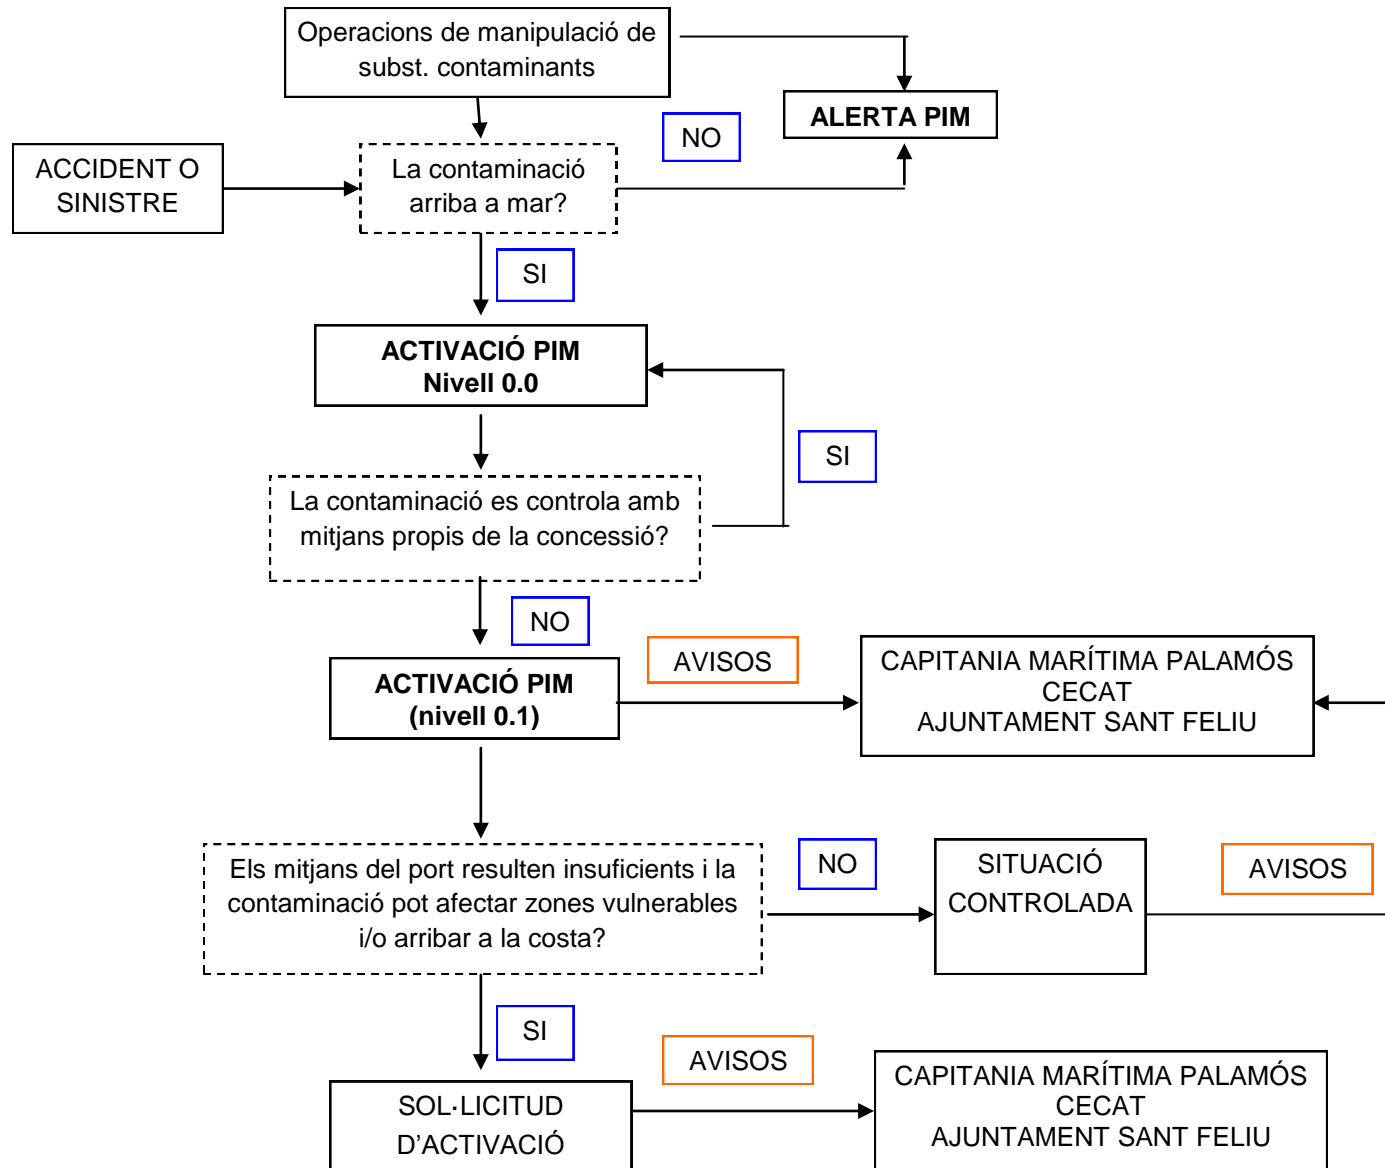 Operacions de manipulació de
subst. contaminants
ALERTA PIM
NO
ACCIDENT O
SINISTRE
La contaminació
arriba a mar?
SI
ACTIVACIÓ PIM
Nivell 0.0
SI
La contaminació es controla amb
mitjans propis de la concessió?
NO
AVISOS
ACTIVACIÓ PIM
(nivell 0.1)
CAPITANIA MARÍTIMA PALAMÓS
CECAT
AJUNTAMENT SANT FELIU
Els mitjans del port resulten insuficients i la
contaminació pot afectar zones vulnerables
i/o arribar a la costa?
NO
SITUACIÓ
CONTROLADA
AVISOS
SI
AVISOS
SOL·LICITUD
D'ACTIVACIÓ
CAPITANIA MARÍTIMA PALAMÓS
CECAT
AJUNTAMENT SANT FELIU